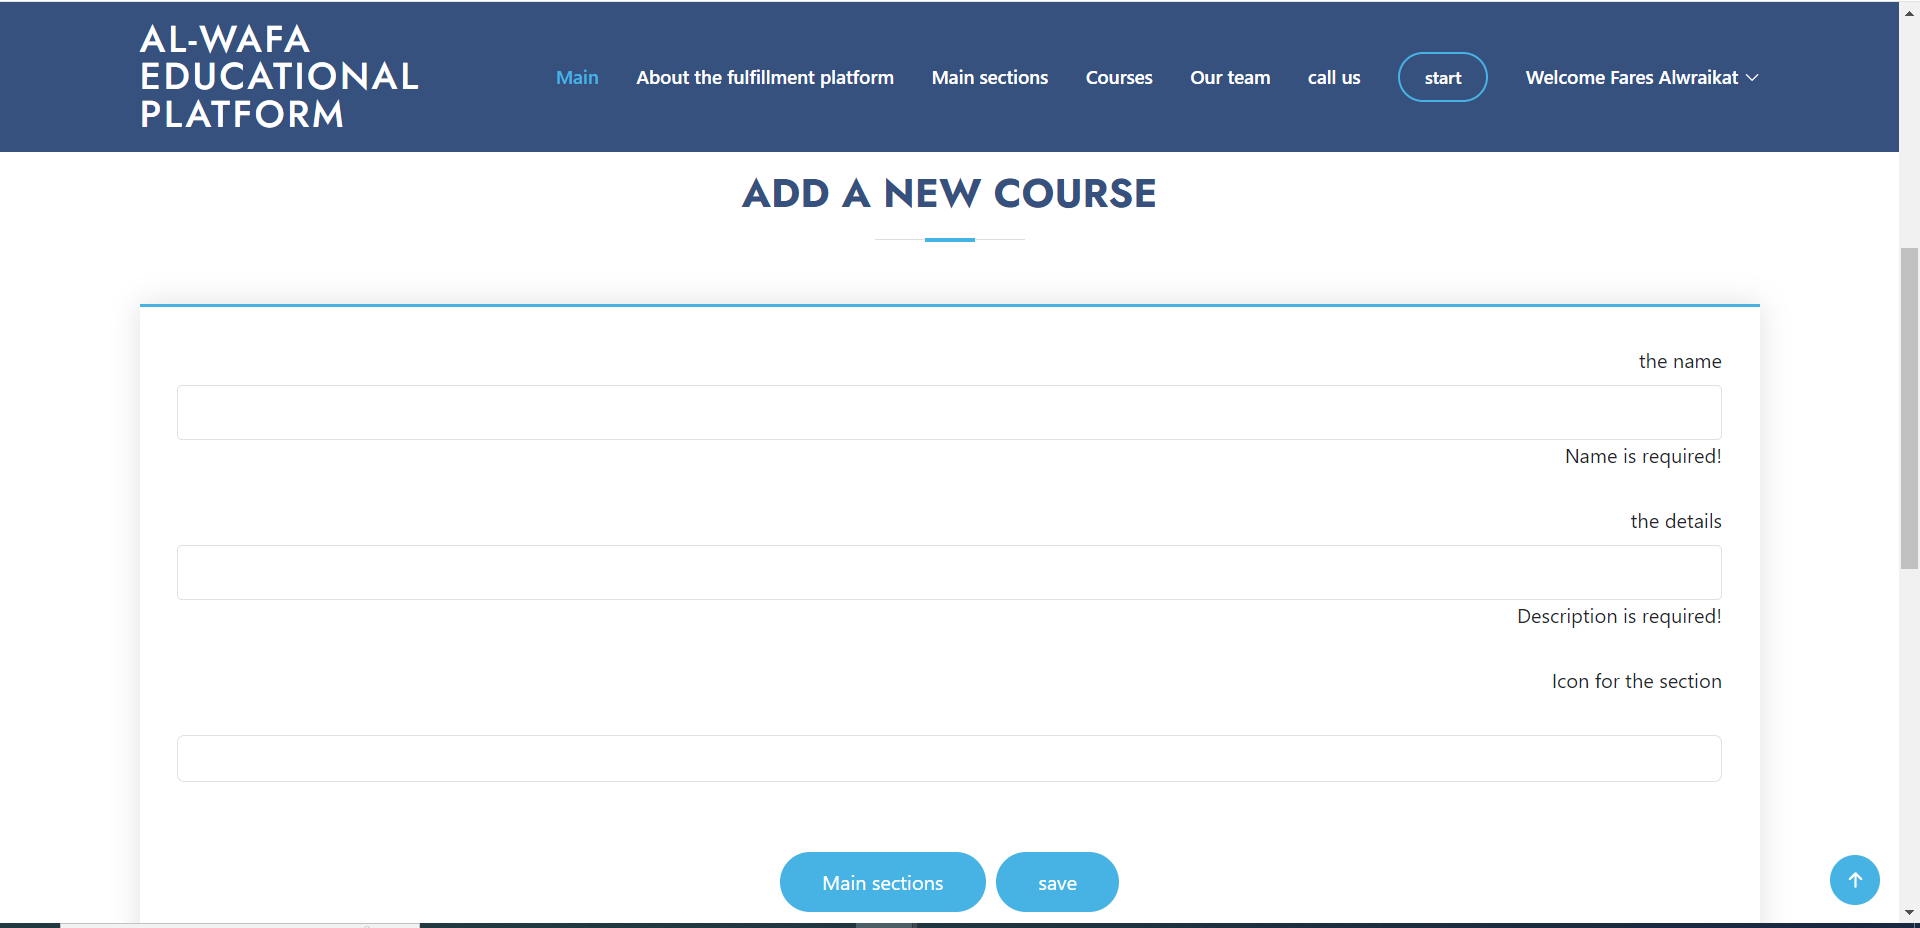 AL-WAFA
EDUCATIONAL
PLATFORM
Main About the fulfillment platform Main sections Courses Our team call us start Welcome Fares Alwraikat
ADD A NEW COURSE
the name
Name is required!
the details
Description is required!
Icon for the section
Main sections save